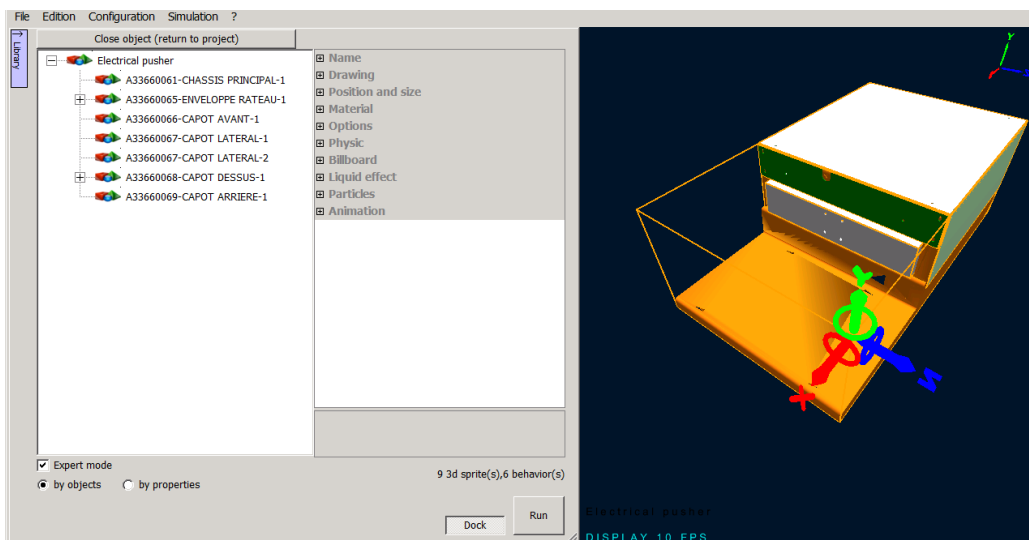 File Edition Configuration Simulation ?
Library
Close object (return to project)
Electrical pusher
A33660061-CHASSIS PRINCIPAL-1
A33660065-ENVELOPPE RATEAU-1
A33660066-CAPOT AVANT-1
A33660067-CAPOT LATERAL-1
A33660067-CAPOT LATERAL-2
A33660068-CAPOT DESSUS-1
A33660069-CAPOT ARRIERE-1
Name
Drawing
Position and size
Material
Options
Physic
Billboard
Liquid effect
Particles
Animation
Expert mode
by objects by properties
9 3d sprite(s),6 behavior(s)
Dock
Run
Y
Y
X
Z
Electrical pusher
DISPLAY 10 FPS